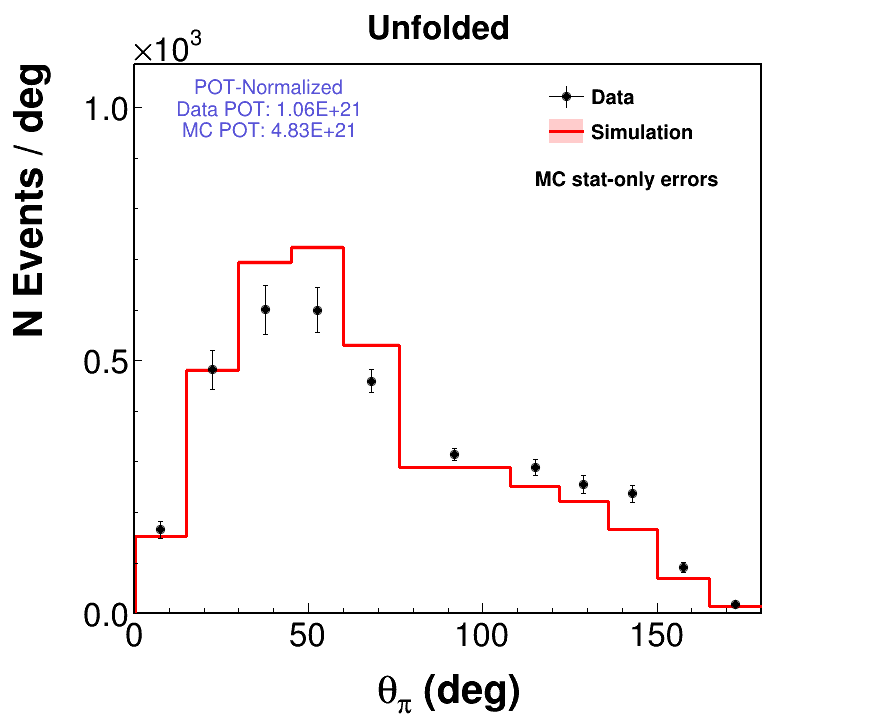 Unfolded
×10³
N Events / deg
POT-Normalized
Data POT: 1.06E+21
MC POT: 4.83E+21
Data
Simulation
MC stat-only errors
1.0
0.5
0.0
0 50 100 150
θπ (deg)